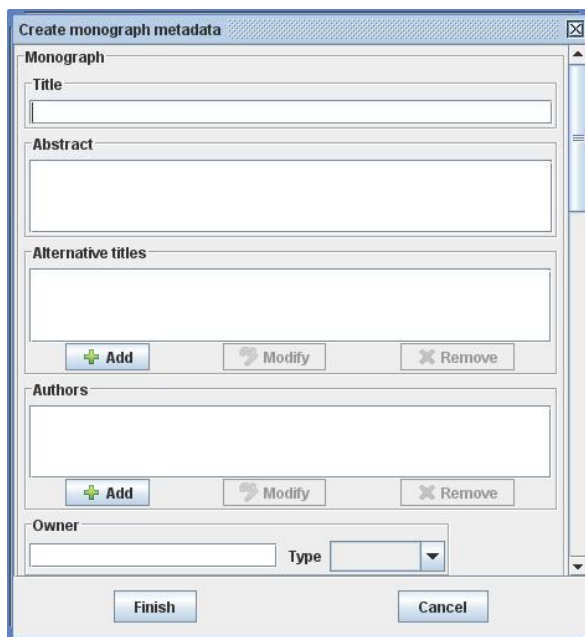 Create monograph metadata
Monograph
Title
Abstract
Alternative titles
Add Modify Remove
Authors
Add Modify Remove
Owner
Type
Finish Cancel